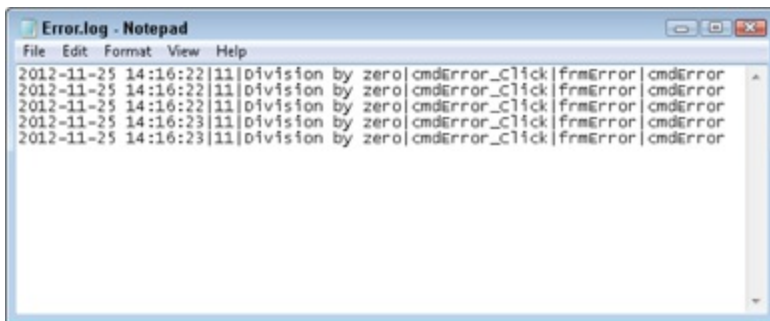 Error.log - Notepad
File Edit Format View Help
2012-11-25 14:16:22|11|Division by zero|cmdError_Click|frmError|cmdError
2012-11-25 14:16:22|11|Division by zero|cmdError_Click|frmError|cmdError
2012-11-25 14:16:22|11|Division by zero|cmdError_Click|frmError|cmdError
2012-11-25 14:16:23|11|Division by zero|cmdError_Click|frmError|cmdError
2012-11-25 14:16:23|11|Division by zero|cmdError_Click|frmError|cmdError